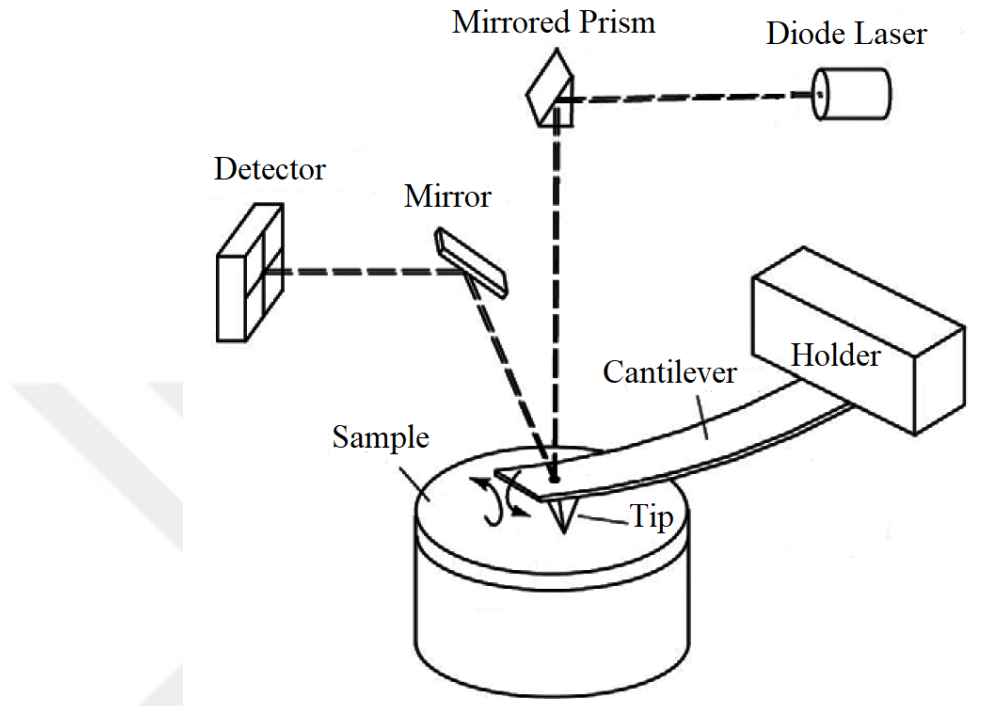 Mirrored Prism
Diode Laser
Detector
Mirror
Holder
Cantilever
Sample
Tip